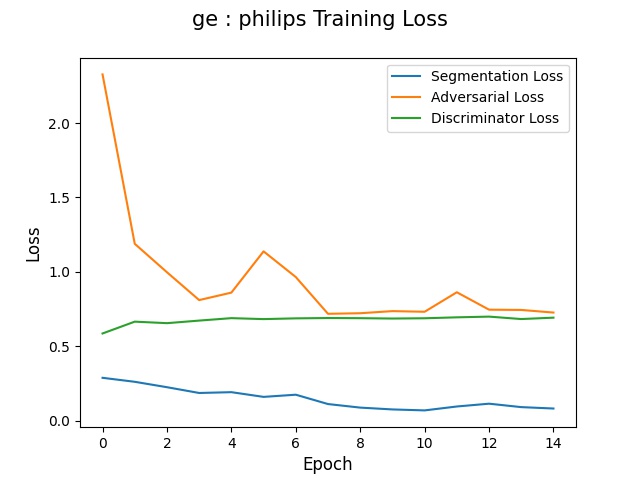 ge : philips Training Loss
Segmentation Loss
Adversarial Loss
Discriminator Loss
Loss
2.0
1.5
1.0
0.5
0.0
0 2 4 6 8 10 12 14
Epoch